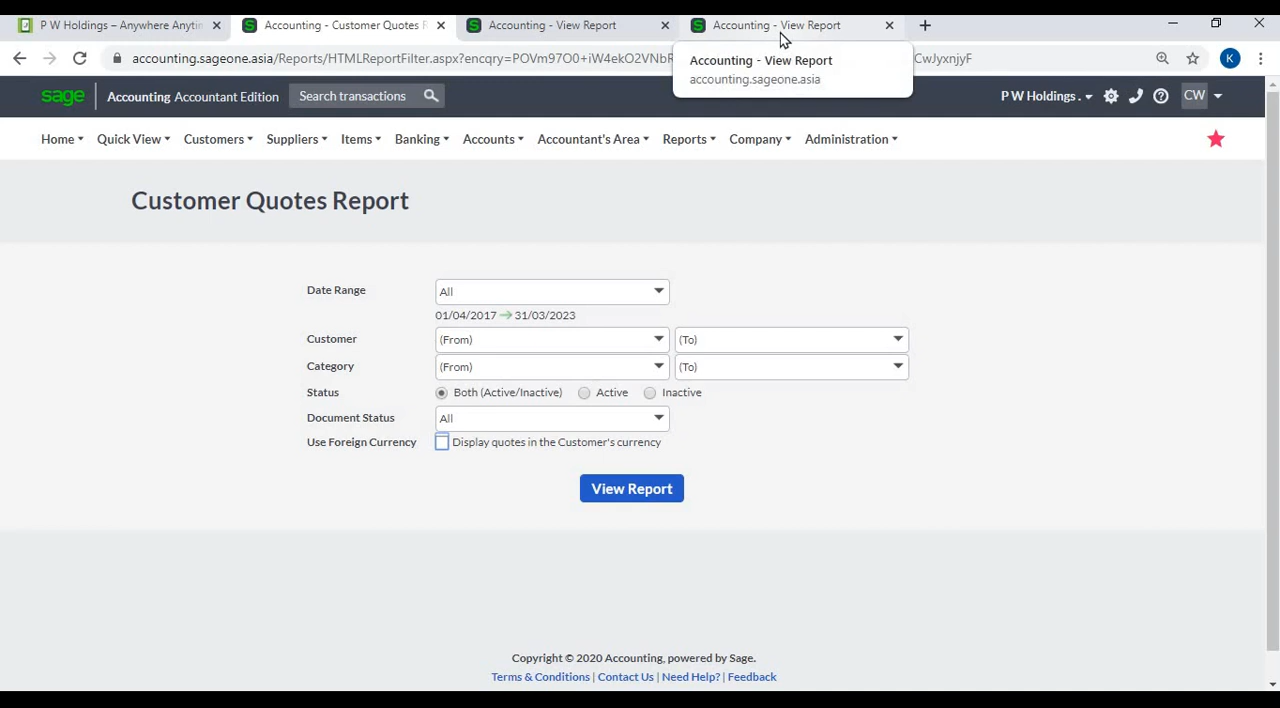 P W Holdings – Anywhere Anytin
Accounting - Customer Quotes R
Accounting - View Report
Accounting - View Report
accounting.sageone.asia/Reports/HTMLReportFilter.aspx?encqry=POVm97O0+iW4ekO2VNbR
CwJyxnjyF
K
Accounting - View Report
accounting.sageone.asia
sage
Accounting Accountant Edition
Search transactions
P W Holdings .
CW
Home
Quick View
Customers
Suppliers
Items
Banking
Accounts
Accountant's Area
Reports
Company
Administration
Customer Quotes Report
Date Range
All
01/04/2017 → 31/03/2023
Customer
(From)
(To)
Category
(From)
(To)
Status
Both (Active/Inactive)
Active
Inactive
Document Status
All
Use Foreign Currency
Display quotes in the Customer's currency
View Report
Copyright © 2020 Accounting, powered by Sage.
Terms & Conditions | Contact Us | Need Help? | Feedback